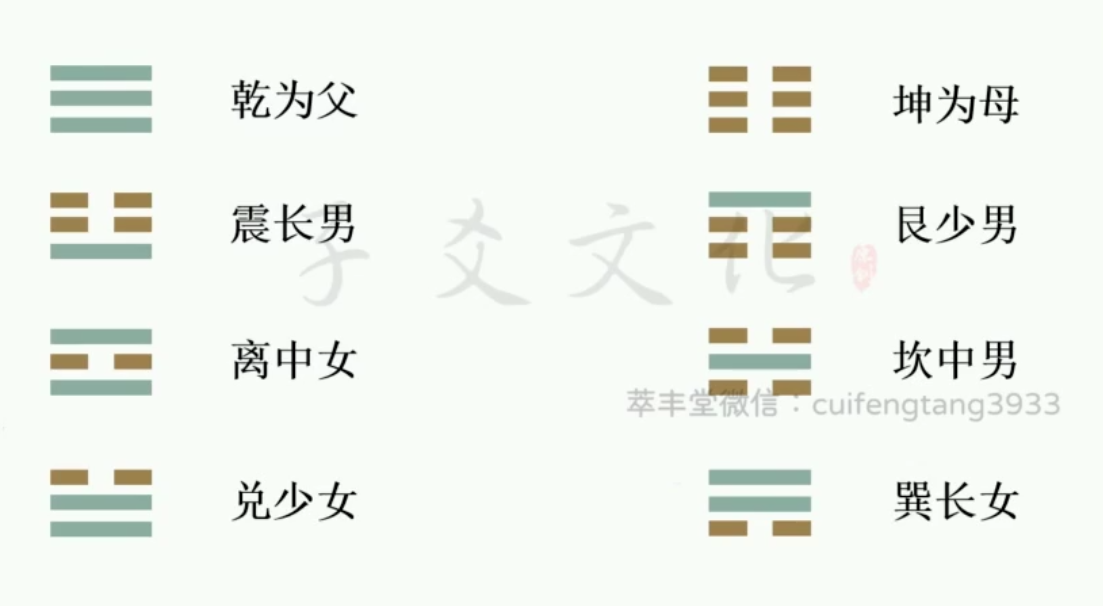 乾为父
坤为母
震长男
艮少男
子爻文化
离中女
坎中男
萃丰堂微信：cuifengtang3933
兑少女
巽长女